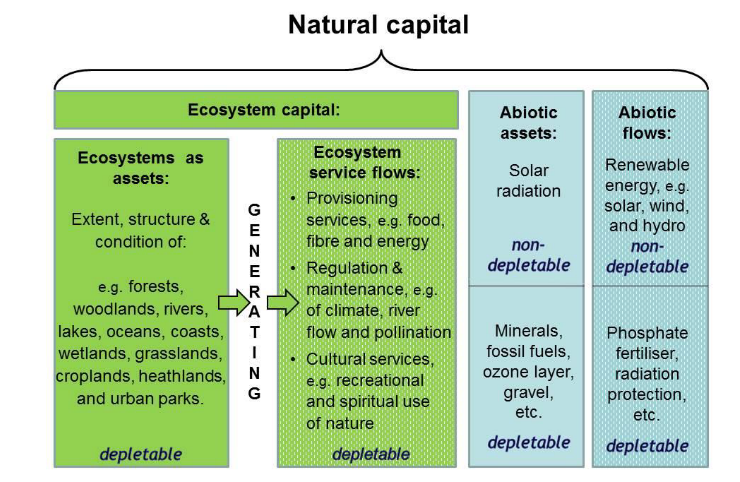 Natural capital
Ecosystem capital:
Ecosystems as
assets:
Extent, structure &
condition of:
e.g. forests,
woodlands, rivers,
lakes, oceans, coasts,
wetlands, grasslands,
croplands, heathlands,
and urban parks.
depletable
G
E
N
E
R
A
T
I
N
G
Ecosystem
service flows:
• Provisioning
services, e.g. food,
fibre and energy
• Regulation &
maintenance, e.g.
of climate, river
flow and pollination
• Cultural services,
e.g. recreational
and spiritual use
of nature
depletable
Abiotic
assets:
Solar
radiation
non-
depletable
Minerals,
fossil fuels,
ozone layer,
gravel,
etc.
depletable
Abiotic
flows:
Renewable
energy, e.g.
solar, wind,
and hydro
non-
depletable
Phosphate
fertiliser,
radiation
protection,
etc.
depletable